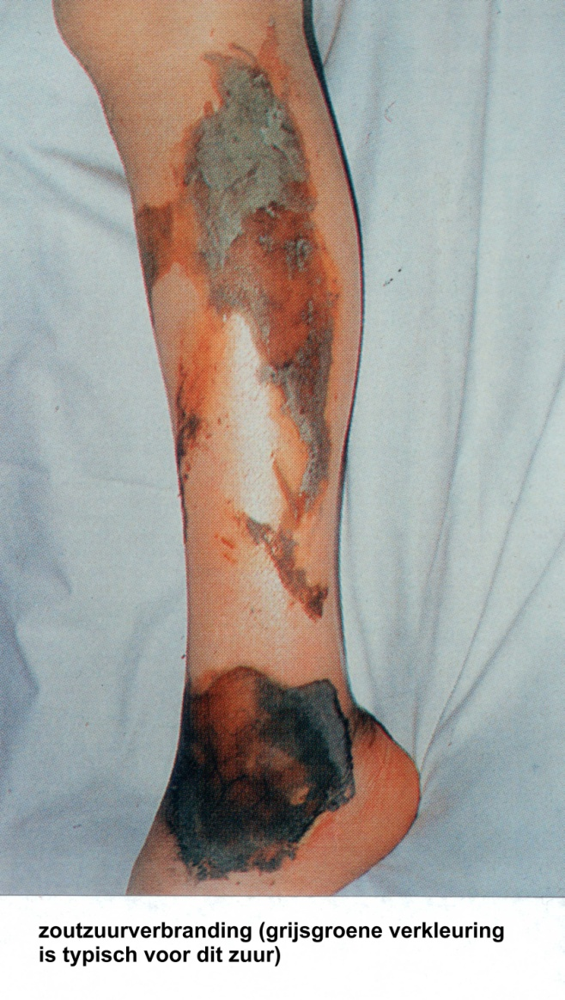 zoutzuurverbranding (grijsgroene verkleuring
is typisch voor dit zuur)